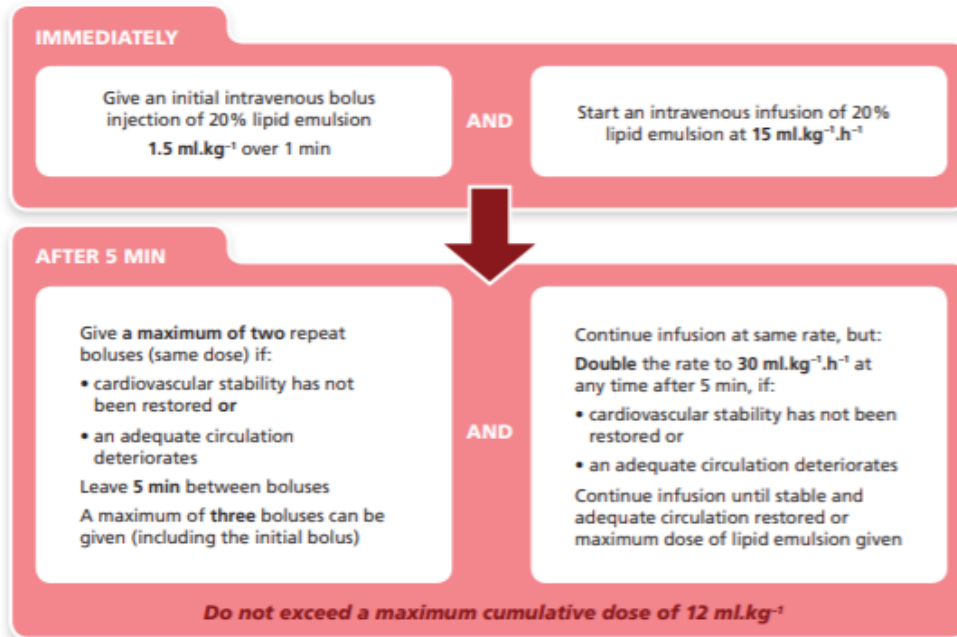 IMMEDIATELY
Give an initial intravenous bolus
injection of 20% lipid emulsion
1.5 ml.kg⁻¹ over 1 min
AND
Start an intravenous infusion of 20%
lipid emulsion at 15 ml.kg⁻¹.h⁻¹
AFTER 5 MIN
Give a maximum of two repeat
boluses (same dose) if:
• cardiovascular stability has not
been restored or
• an adequate circulation
deteriorates
Leave 5 min between boluses
A maximum of three boluses can be
given (including the initial bolus)
AND
Continue infusion at same rate, but:
Double the rate to 30 ml.kg⁻¹.h⁻¹ at
any time after 5 min, if:
• cardiovascular stability has not been
restored or
• an adequate circulation deteriorates
Continue infusion until stable and
adequate circulation restored or
maximum dose of lipid emulsion given
Do not exceed a maximum cumulative dose of 12 ml.kg⁻¹